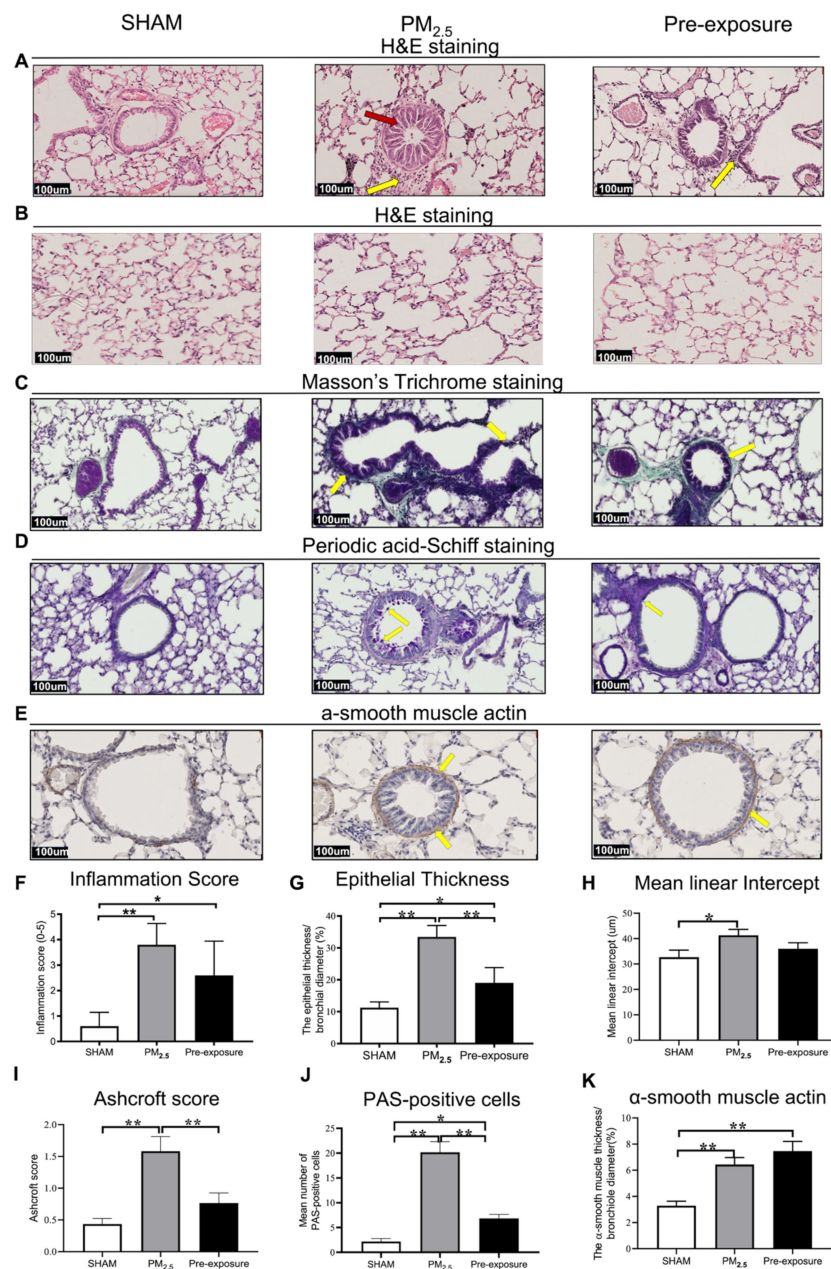 SHAM PM2.5 Pre-exposure
H&E staining
A
100um 100um 100um
B H&E staining
100um 100um 100um
C Masson's Trichrome staining
100um 100um 100um
D Periodic acid-Schiff staining
100um 100um 100um
E a-smooth muscle actin
100um 100um 100um
F Inflammation Score
Inflammation score (0-5)
5
4
3
2
1
0
** *
SHAM PM2.5 Pre-exposure
G Epithelial Thickness
The epithelial thickness/
bronchial diameter (%)
40
30
20
10
0
*
** **
SHAM PM2.5 Pre-exposure
H Mean linear Intercept
Mean linear intercept (um)
50
40
30
20
10
0
*
SHAM PM2.5 Pre-exposure
I Ashcroft score
Ashcroft score
2.0
1.5
1.0
0.5
0.0
** **
SHAM PM2.5 Pre-exposure
J PAS-positive cells
Mean number of
PAS-positive cells
25
20
15
10
5
0
*
** **
SHAM PM2.5 Pre-exposure
K α-smooth muscle actin
The α-smooth muscle thickness/
bronchiole diameter(%)
10
8
6
4
2
0
**
**
SHAM PM2.5 Pre-exposure